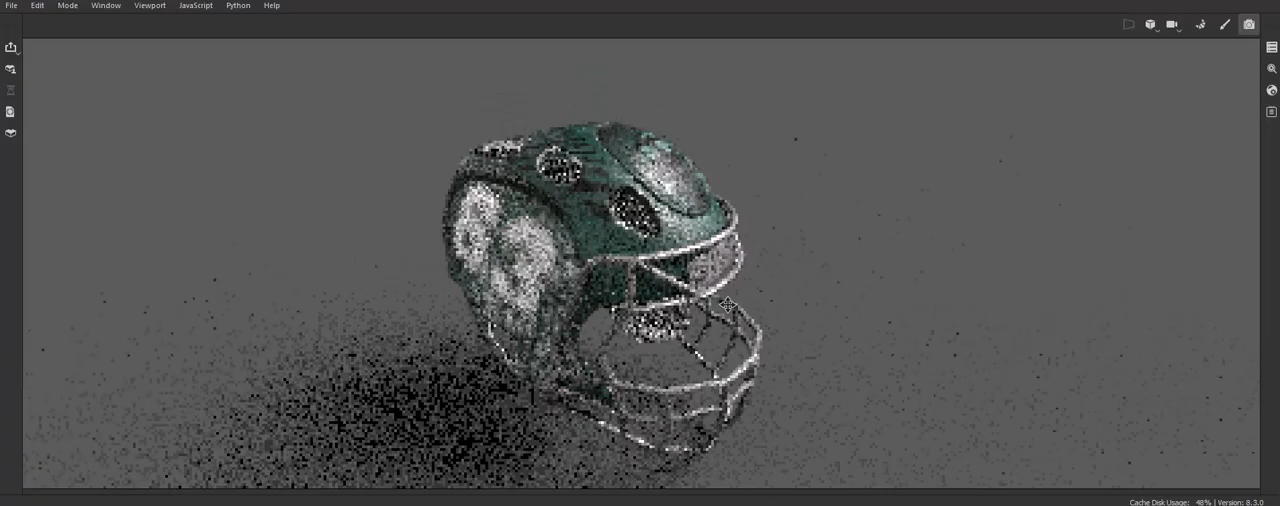 File Edit Mode Window Viewport JavaScript Python Help
Cache Disk Usage: 48% | Version: 8.3.0